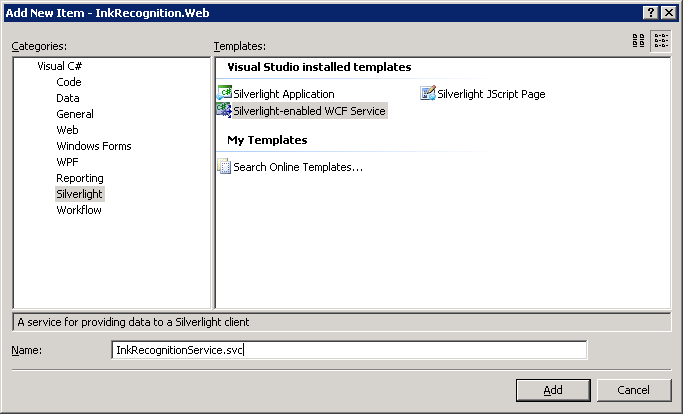 Add New Item - InkRecognition.Web
Categories:
Templates:
Visual C#
Code
Data
General
Web
Windows Forms
WPF
Reporting
Silverlight
Workflow
Visual Studio installed templates
Silverlight Application
Silverlight JScript Page
Silverlight-enabled WCF Service
My Templates
Search Online Templates...
A service for providing data to a Silverlight client
Name:
InkRecognitionService.svc
Add
Cancel